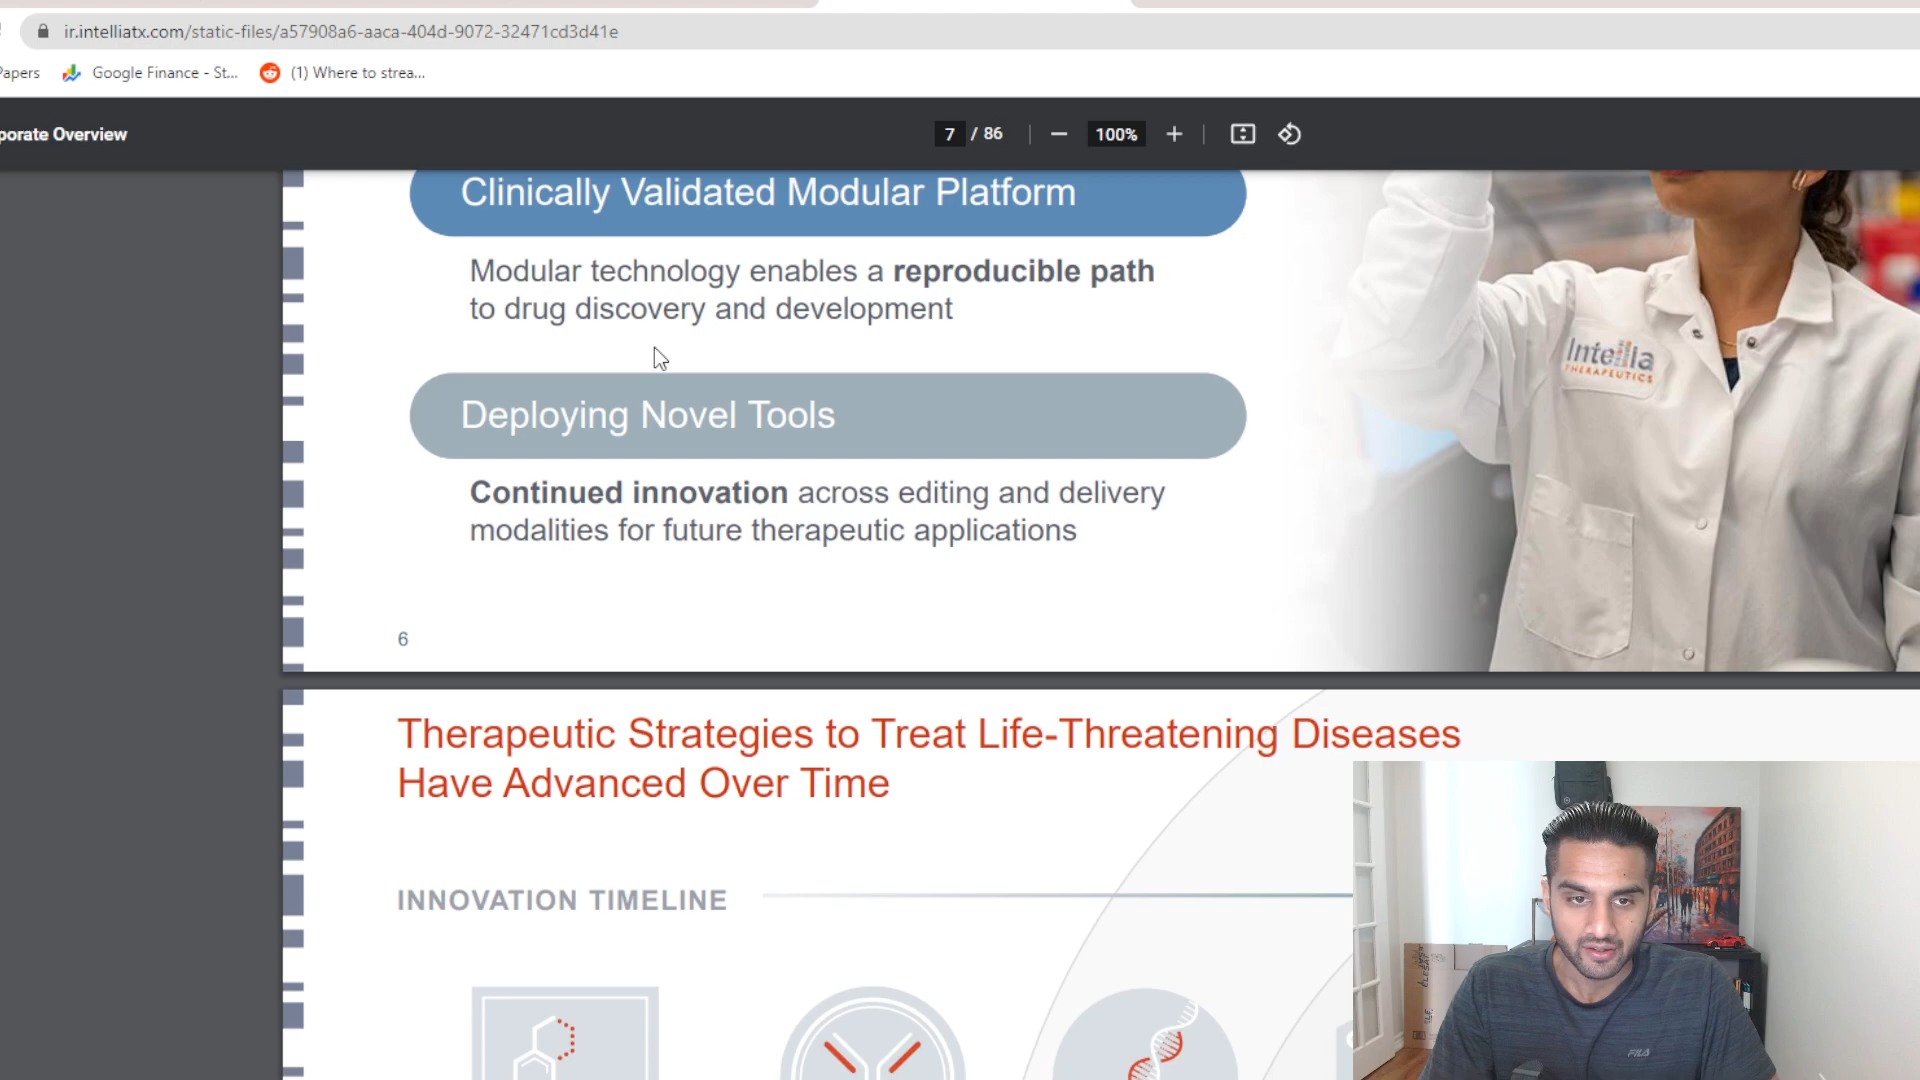 ir.intelliatx.com/static-files/a57908a6-aaca-404d-9072-32471cd3d41e
Papers
Google Finance - St...
(1) Where to strea...
porate Overview
7 / 86
100%
Clinically Validated Modular Platform
Modular technology enables a reproducible path
to drug discovery and development
Deploying Novel Tools
Continued innovation across editing and delivery
modalities for future therapeutic applications
6
Intellia
THERAPEUTICS
Therapeutic Strategies to Treat Life-Threatening Diseases
Have Advanced Over Time
INNOVATION TIMELINE
FILA